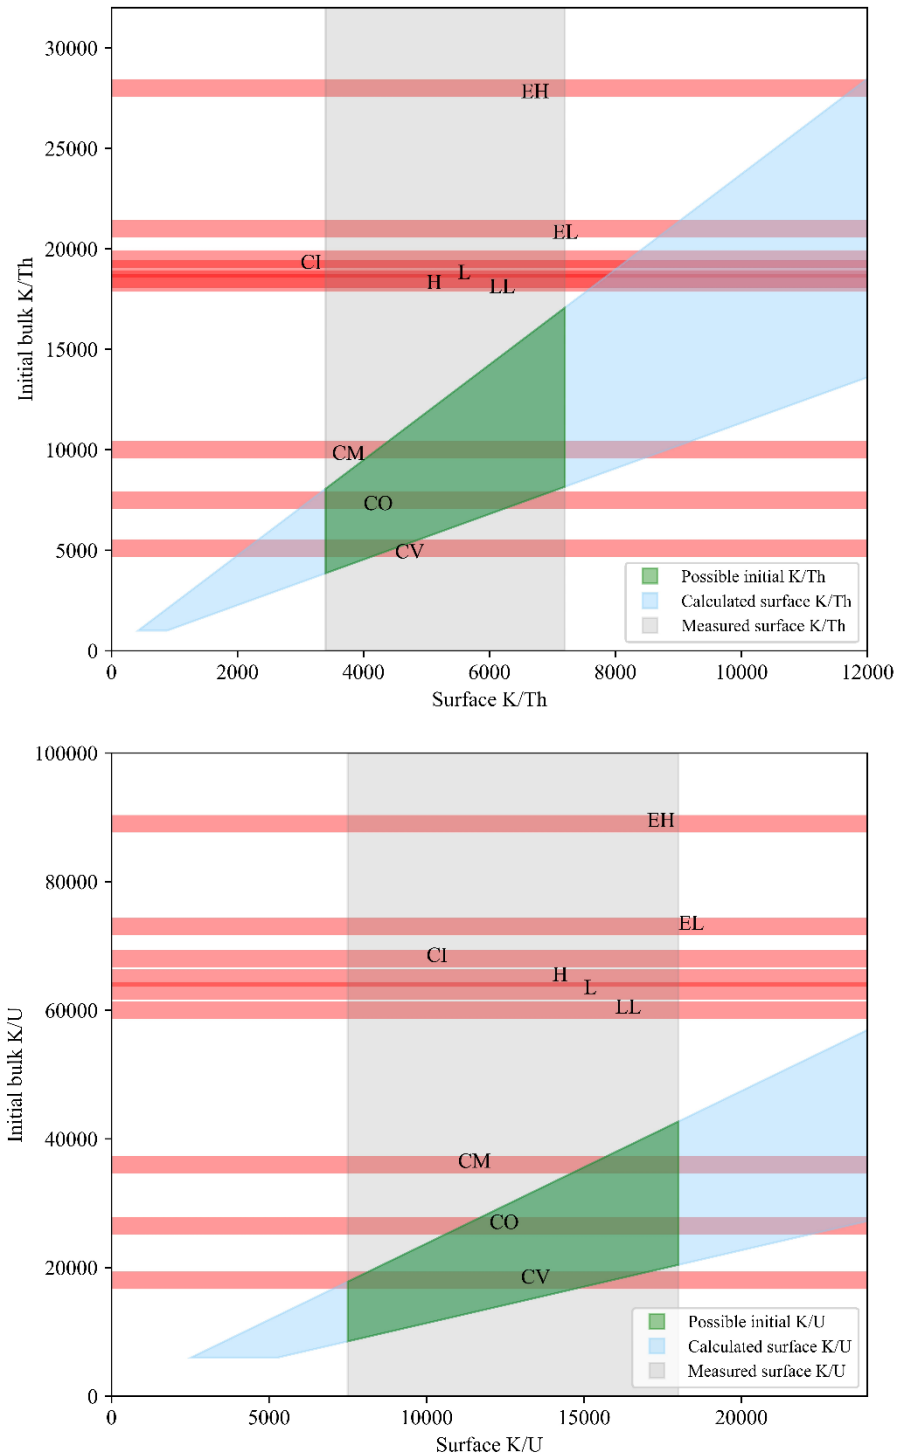 30000
25000
20000
15000
10000
5000
0
Initial bulk K/Th
EH
EL
CI
L
H
LL
CM
CO
CV
Possible initial K/Th
Calculated surface K/Th
Measured surface K/Th
0 2000 4000 6000 8000 10000 12000
Surface K/Th
100000
80000
60000
40000
20000
0
Initial bulk K/U
EH
EL
CI
H
L
LL
CM
CO
CV
Possible initial K/U
Calculated surface K/U
Measured surface K/U
0 5000 10000 15000 20000
Surface K/U